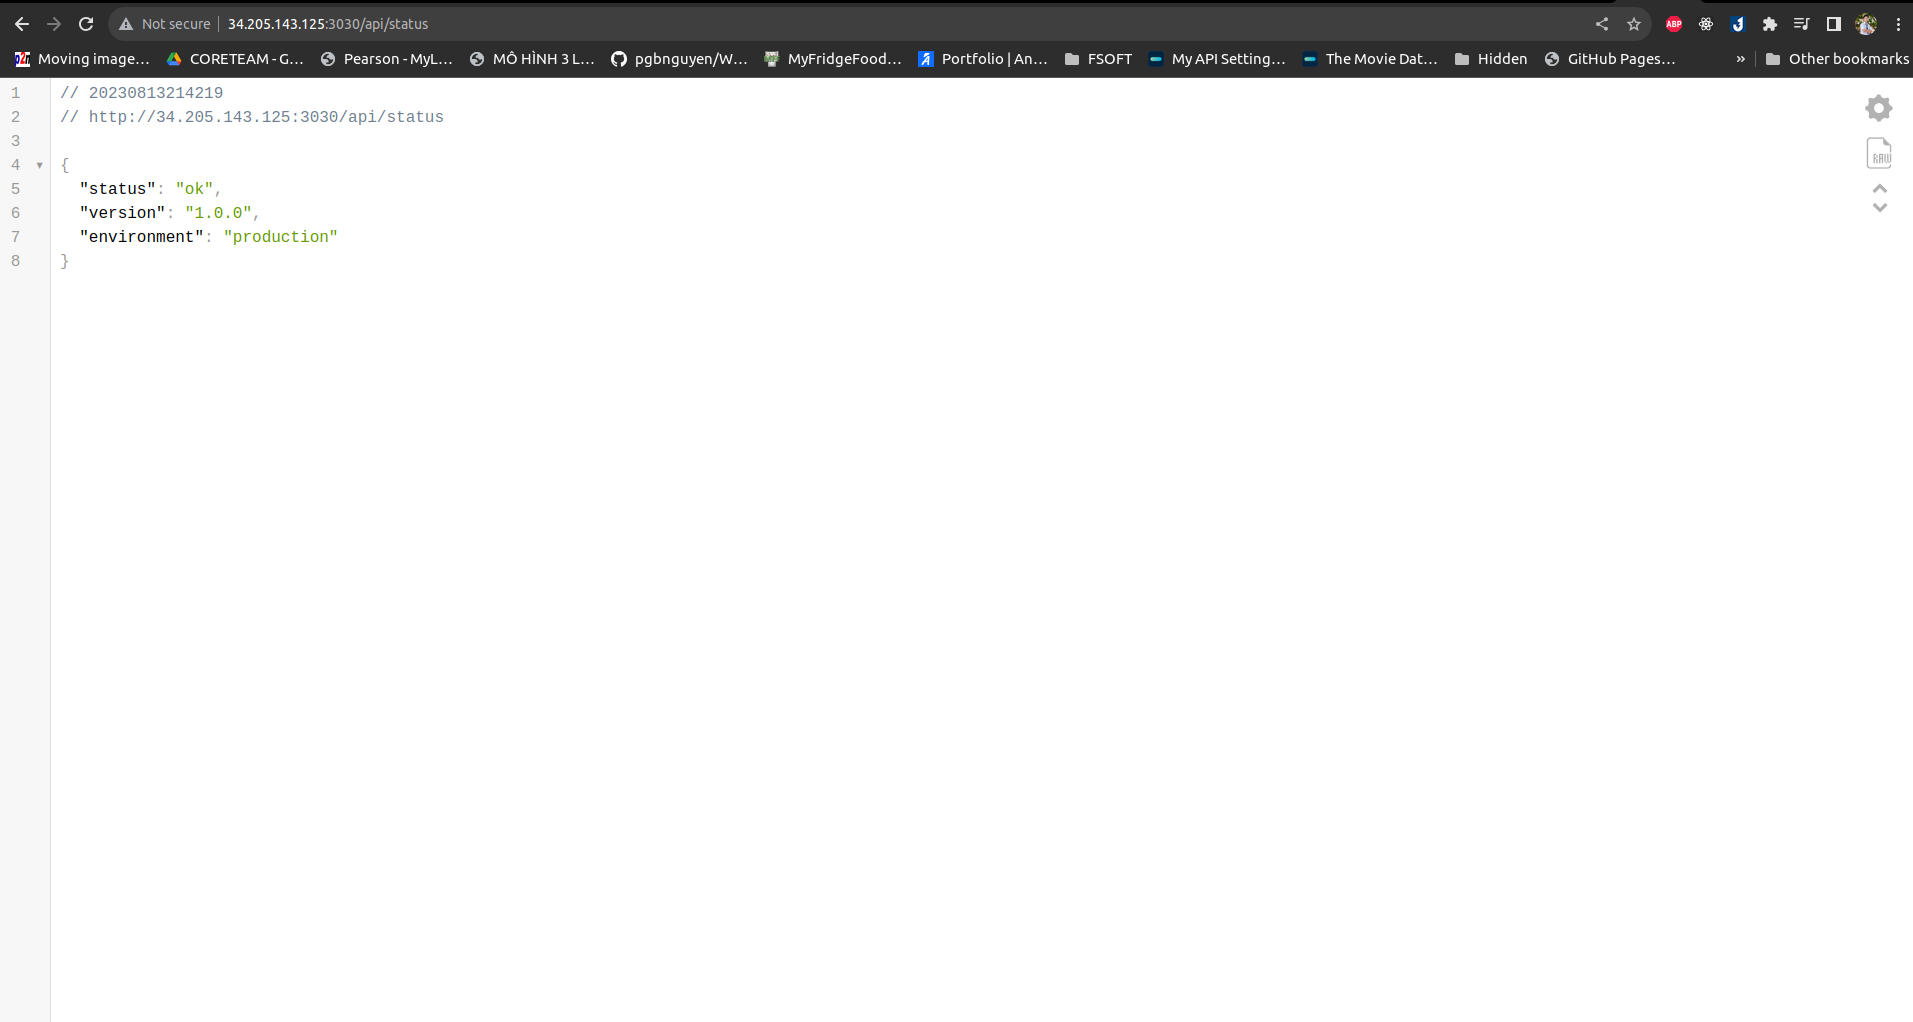 Not secure 34.205.143.125:3030/api/status ABP
Moving image... CORETEAM - G... Pearson - MyL... MÔ HÌNH 3 L... pgbnguyen/W... MyFridgeFood... Portfolio | An... FSOFT My API Setting... The Movie Dat... Hidden GitHub Pages... » Other bookmarks
1 // 20230813214219
2 // http://34.205.143.125:3030/api/status
3
4 {
5 "status": "ok",
6 "version": "1.0.0",
7 "environment": "production"
8 }
RAW